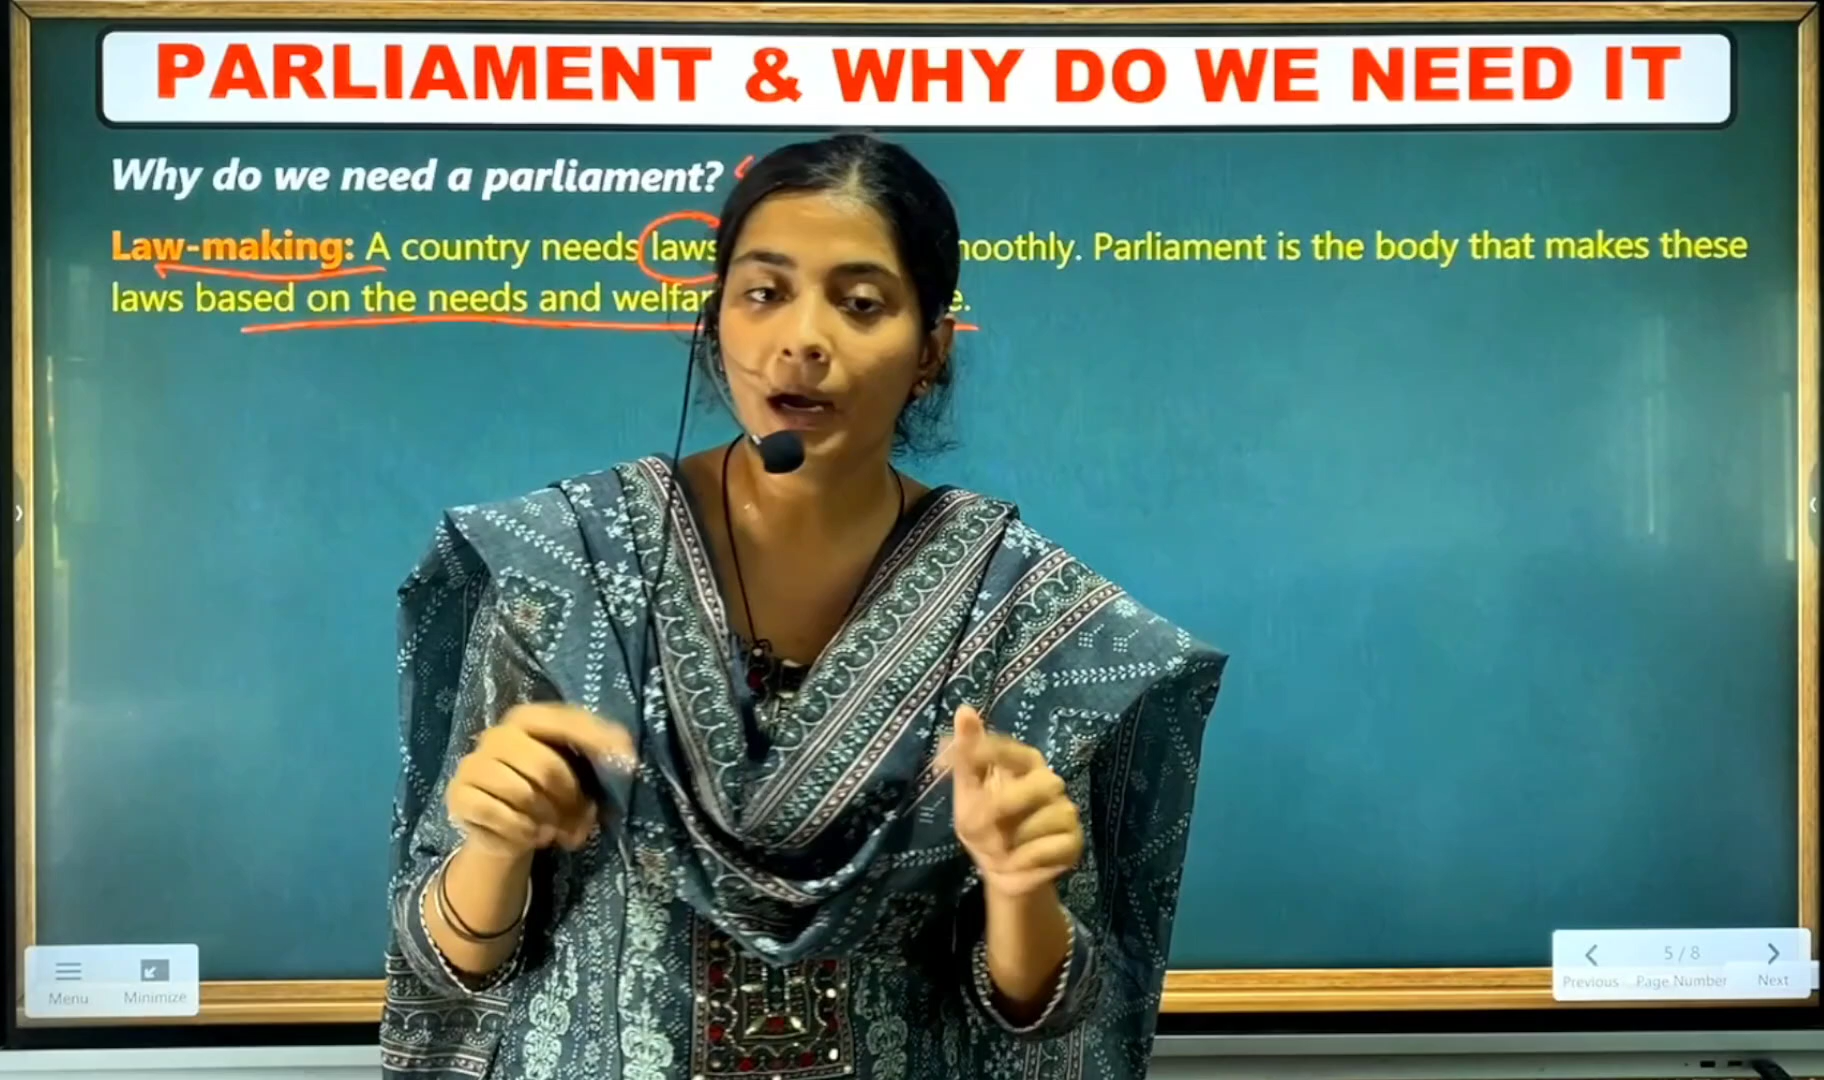 PARLIAMENT & WHY DO WE NEED IT
Why do we need a parliament?
Law-making: A country needs laws moothly. Parliament is the body that makes these
laws based on the needs and welfar e.
Menu
Minimize
5 / 8
Previous Page Number Next